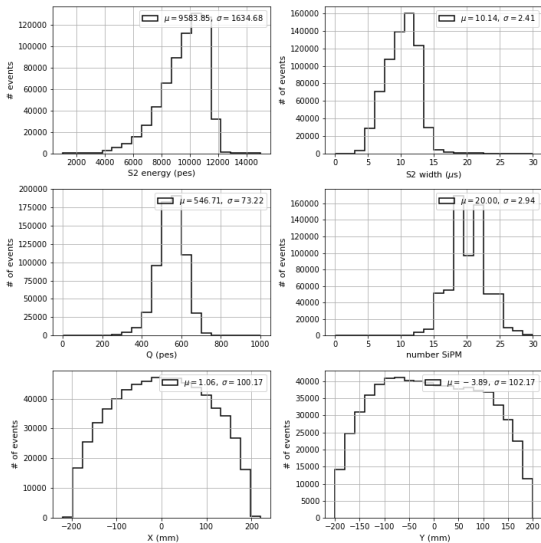 μ = 9583.85, σ = 1634.68
# events
120000
100000
80000
60000
40000
20000
0
2000 4000 6000 8000 10000 12000 14000
S2 energy (pes)
μ = 10.14, σ = 2.41
# of events
160000
140000
120000
100000
80000
60000
40000
20000
0
0 5 10 15 20 25 30
S2 width (μs)
μ = 546.71, σ = 73.22
# of events
200000
175000
150000
125000
100000
75000
50000
25000
0
0 200 400 600 800 1000
Q (pes)
μ = 20.00, σ = 2.94
# of events
160000
140000
120000
100000
80000
60000
40000
20000
0
0 5 10 15 20 25 30
number SiPM
μ = 1.06, σ = 100.17
# of events
40000
30000
20000
10000
0
−200 −100 0 100 200
X (mm)
μ = −3.89, σ = 102.17
# of events
40000
35000
30000
25000
20000
15000
10000
5000
0
−200 −150 −100 −50 0 50 100 150 200
Y (mm)